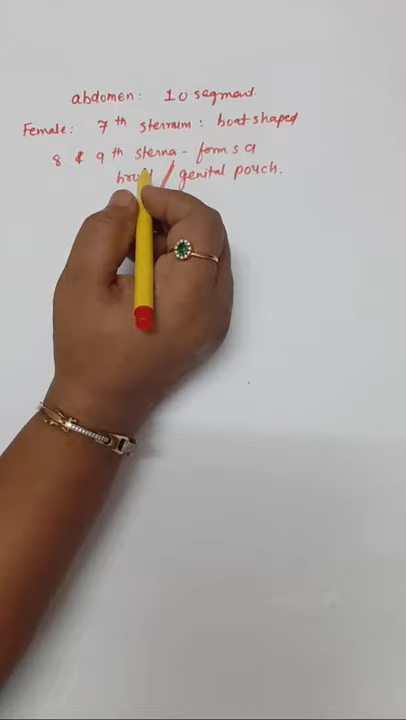 abdomen: 10 segment.
Female: 7th sternum: boat shaped
8 & 9th sterna - forms a
/ genital pouch.